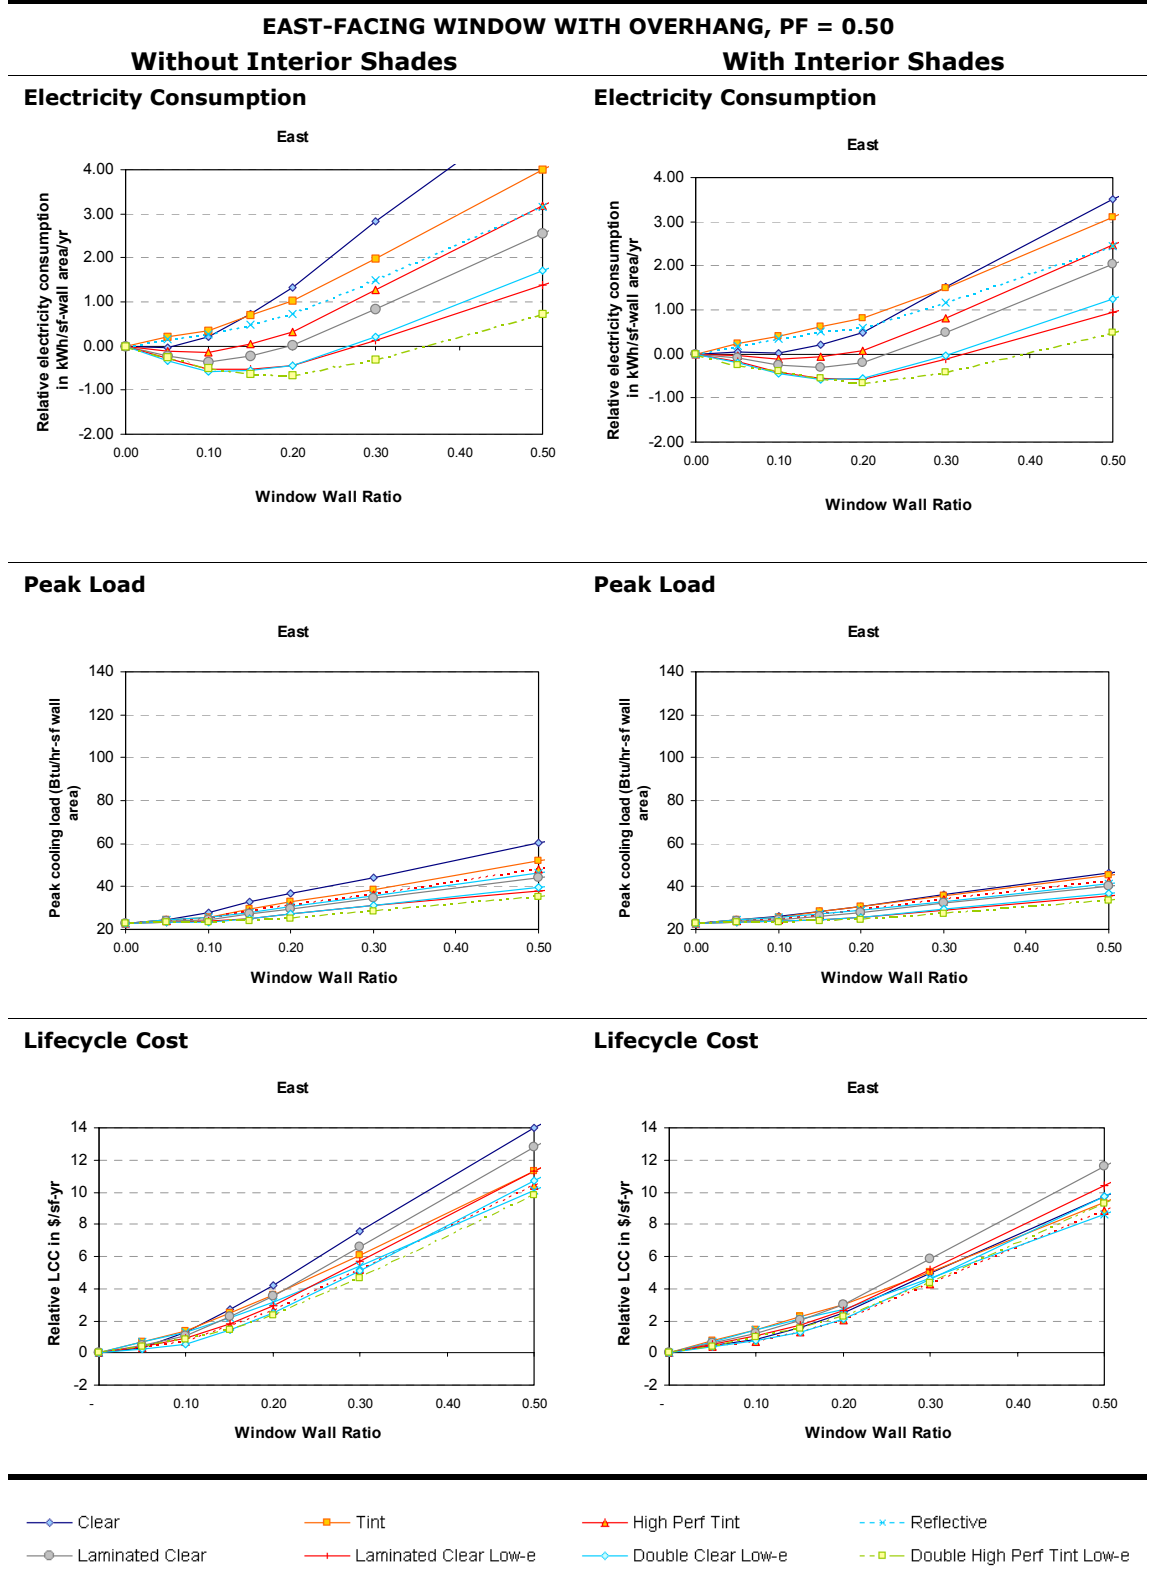 EAST-FACING WINDOW WITH OVERHANG, PF = 0.50
Without Interior Shades
With Interior Shades
Electricity Consumption
Electricity Consumption
East
4.00
3.00
2.00
1.00
0.00
-1.00
-2.00
0.00 0.10 0.20 0.30 0.40 0.50
Relative electricity consumption
in kWh/sf-wall area/yr
Window Wall Ratio
East
4.00
3.00
2.00
1.00
0.00
-1.00
-2.00
0.00 0.10 0.20 0.30 0.40 0.50
Relative electricity consumption
in kWh/sf-wall area/yr
Window Wall Ratio
Peak Load
Peak Load
East
140
120
100
80
60
40
20
0.00 0.10 0.20 0.30 0.40 0.50
Peak cooling load (Btu/hr-sf wall
area)
Window Wall Ratio
East
140
120
100
80
60
40
20
0.00 0.10 0.20 0.30 0.40 0.50
Peak cooling load (Btu/hr-sf wall
area)
Window Wall Ratio
Lifecycle Cost
Lifecycle Cost
East
14
12
10
8
6
4
2
0
-2
- 0.10 0.20 0.30 0.40 0.50
Relative LCC in $/sf-yr
Window Wall Ratio
East
14
12
10
8
6
4
2
0
-2
- 0.10 0.20 0.30 0.40 0.50
Relative LCC in $/sf-yr
Window Wall Ratio
Clear Tint High Perf Tint Reflective
Laminated Clear Laminated Clear Low-e Double Clear Low-e Double High Perf Tint Low-e